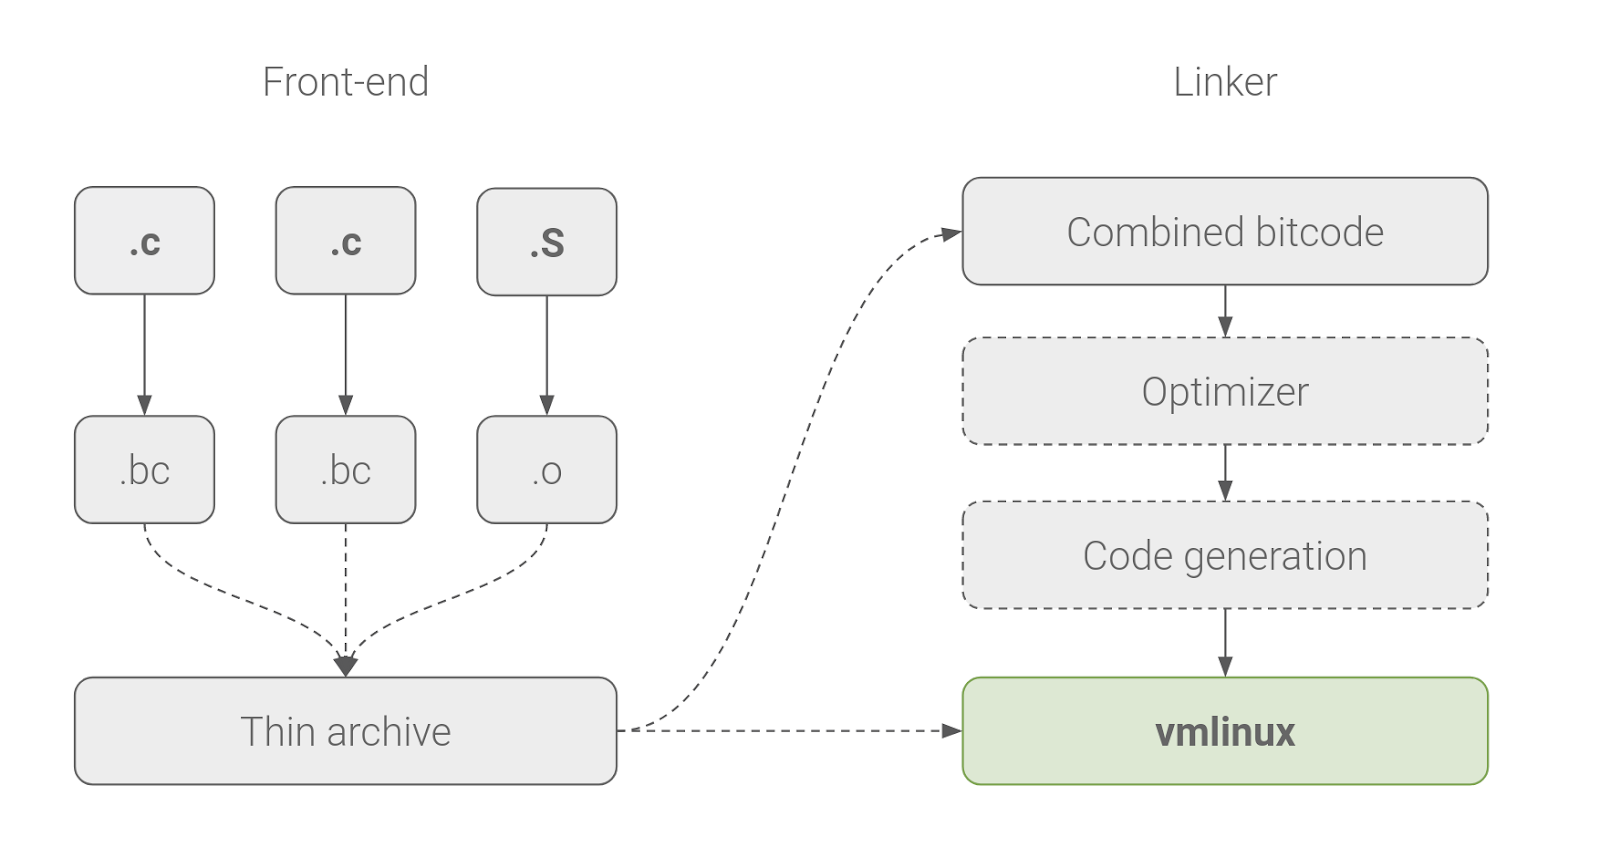 Front-end
Linker
.c
.c
.S
Combined bitcode
Optimizer
.bc
.bc
.o
Code generation
Thin archive
vmlinux